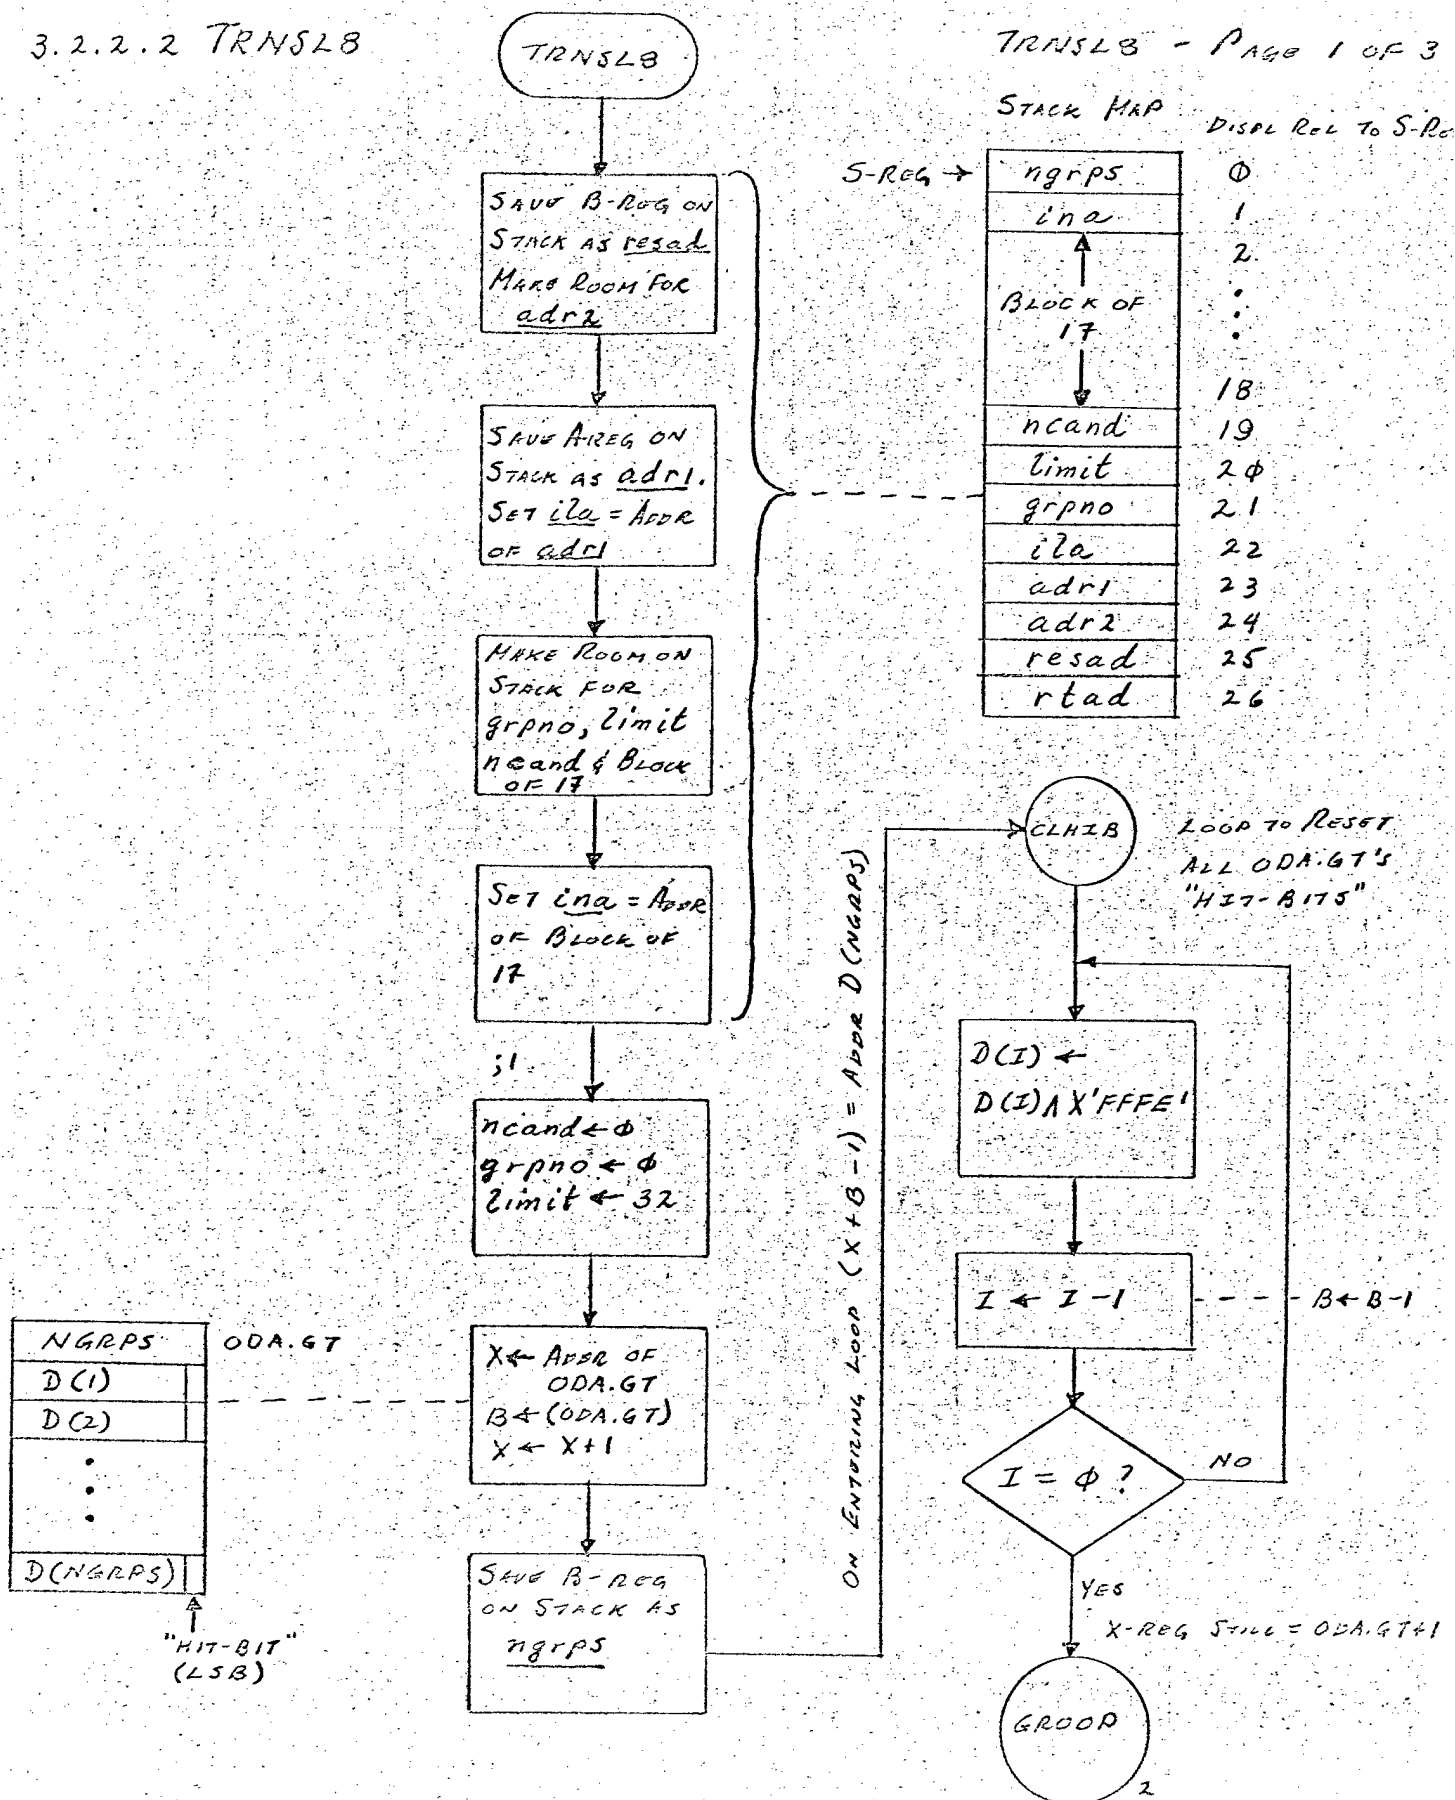 3.2.2.2 TRNSL8
TRNSL8
TRNSL8 - PAGE 1 OF 3
SAVE B-REG ON
STACK AS resad
MAKE ROOM FOR
adr2
SAVE A-REG ON
STACK AS adr1.
SET ila = ADDR
OF adr1
MAKE ROOM ON
STACK FOR
grpno, limit
ncand & BLOCK
OF 17
SET ina = ADDR
OF BLOCK OF
17
;1
ncand ← Ø
grpno ← Ø
limit ← 32
X ← ADDR OF
ODA.GT
B ← (ODA.GT)
X ← X+1
SAVE B-REG
ON STACK AS
ngrps
NGRPS ODA.GT
D(1)
D(2)
D(NGRPS)
"HIT-BIT"
(LSB)
STACK MAP
DISPL REL TO S-RE
S-REG → ngrps Ø
ina 1
2
BLOCK OF
17
18
ncand 19
limit 2Ø
grpno 21
ila 22
adr1 23
adr2 24
resad 25
rtad 26
ON ENTERING LOOP (X+B-1) = ADDR D(NGRPS)
CLHIB
LOOP TO RESET
ALL ODA.GT'S
"HIT-BITS"
D(I) ←
D(I) ∧ X'FFFE'
I ← I-1
B ← B-1
I = Ø ?
NO
YES
X-REG STILL = ODA.GT+1
GROOP
2